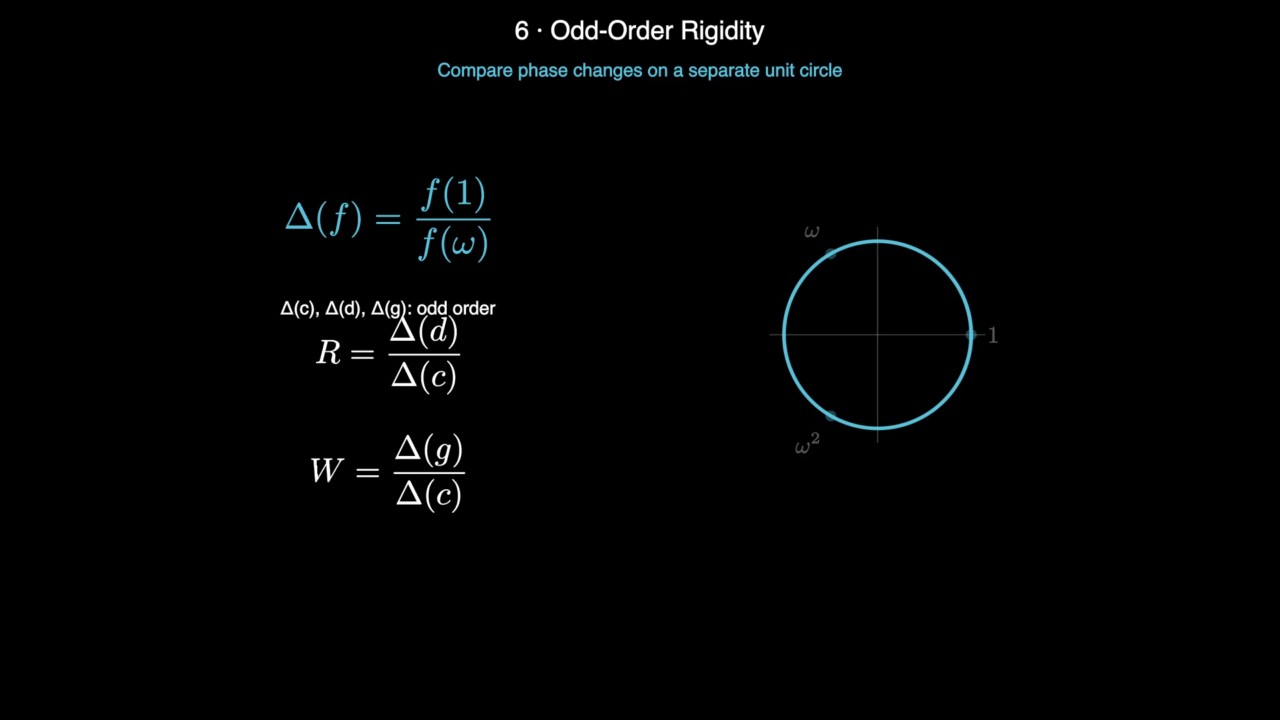 6 · Odd-Order Rigidity
Compare phase changes on a separate unit circle
Δ(f) = f(1)/f(ω)
Δ(c), Δ(d), Δ(g): odd order
R = Δ(d)/Δ(c)
W = Δ(g)/Δ(c)
ω
1
ω²